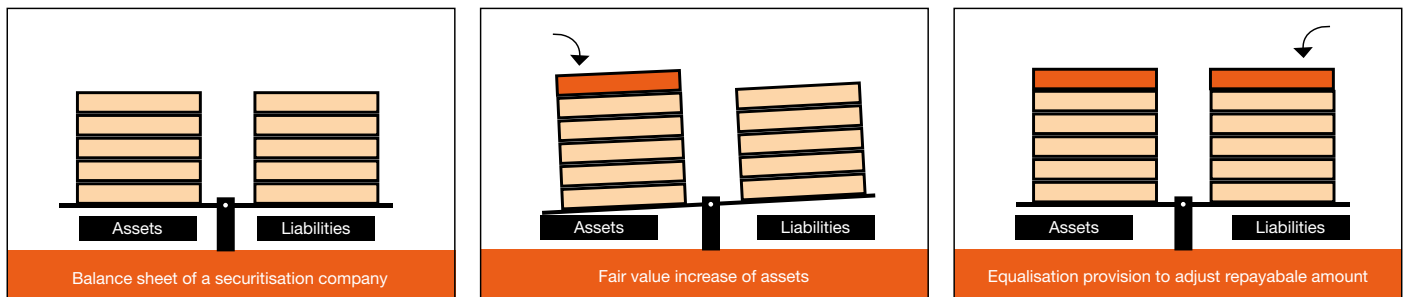 Assets
Liabilities
Balance sheet of a securitisation company
Assets
Liabilities
Fair value increase of assets
Assets
Liabilities
Equalisation provision to adjust repayabale amount